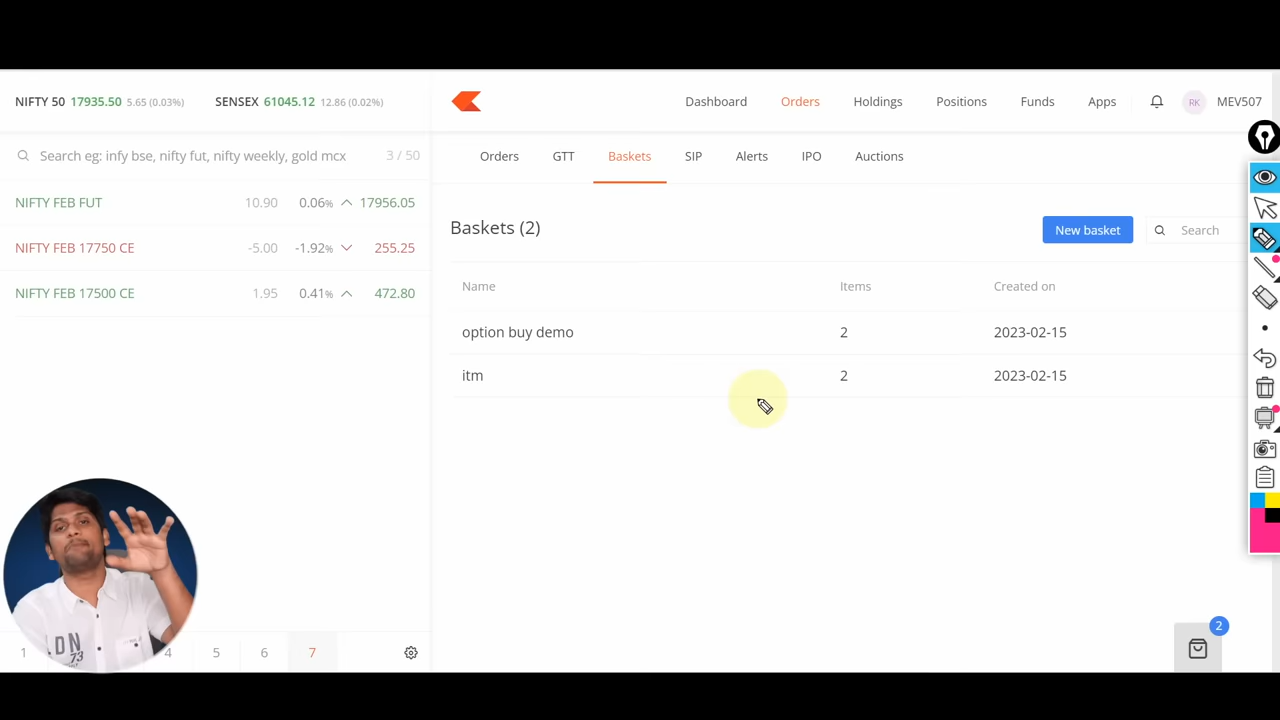 NIFTY 50 17935.50 5.65 (0.03%) SENSEX 61045.12 12.86 (0.02%)
Dashboard Orders Holdings Positions Funds Apps RK MEV507
Search eg: infy bse, nifty fut, nifty weekly, gold mcx 3 / 50
Orders GTT Baskets SIP Alerts IPO Auctions
NIFTY FEB FUT 10.90 0.06% 17956.05
NIFTY FEB 17750 CE -5.00 -1.92% 255.25
NIFTY FEB 17500 CE 1.95 0.41% 472.80
Baskets (2) New basket Search
Name Items Created on
option buy demo 2 2023-02-15
itm 2 2023-02-15
LDN
73
1 4 5 6 7
2